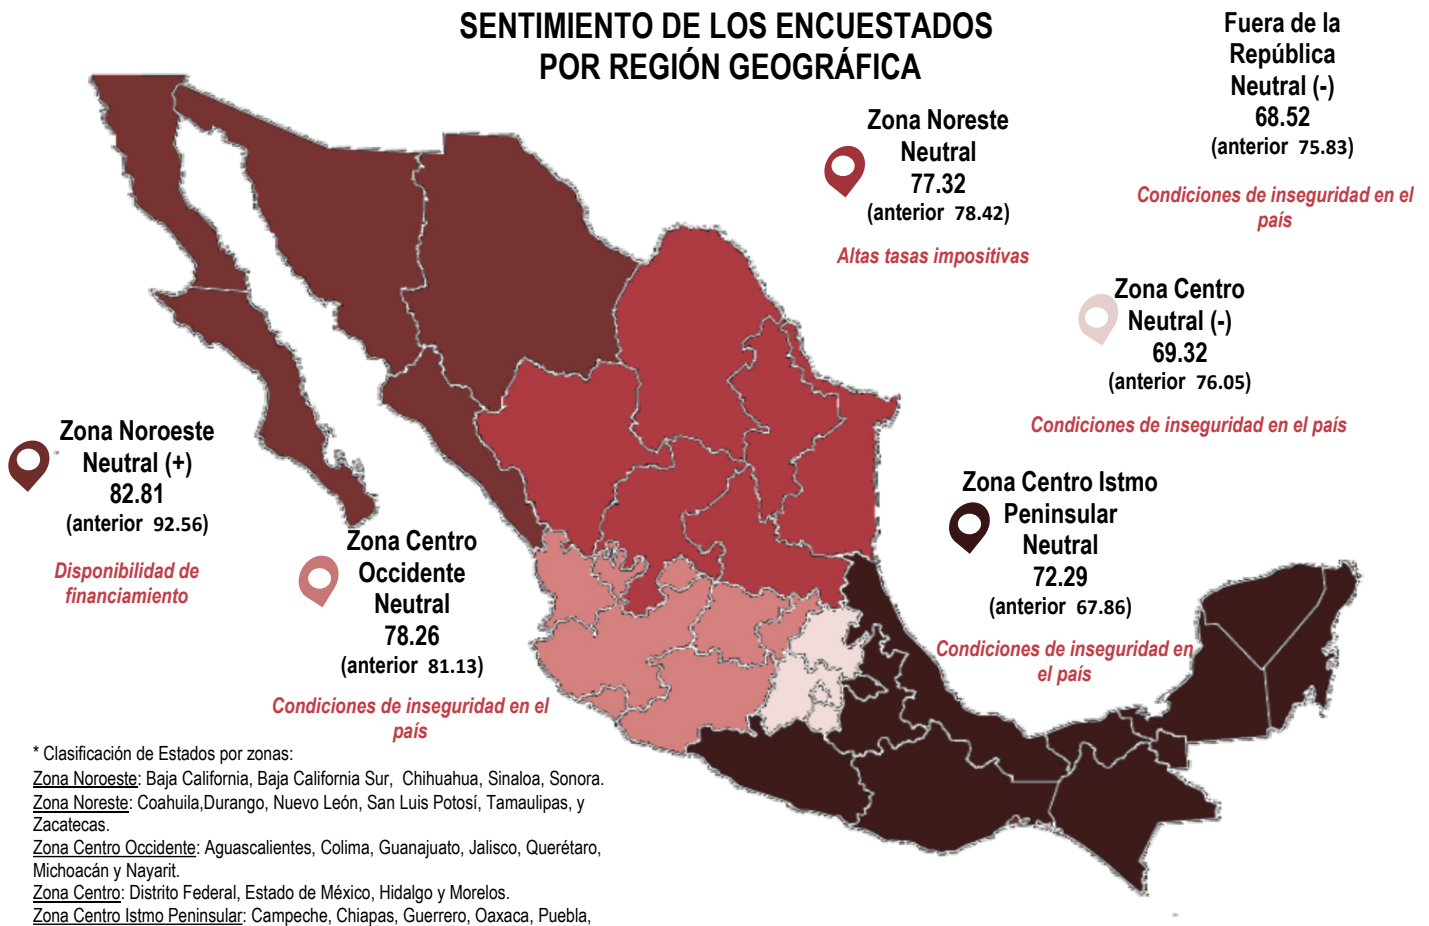 SENTIMIENTO DE LOS ENCUESTADOS
POR REGIÓN GEOGRÁFICA
Fuera de la
República
Neutral (-)
68.52
(anterior 75.83)
Condiciones de inseguridad en el
país
Zona Noreste
Neutral
77.32
(anterior 78.42)
Altas tasas impositivas
Zona Centro
Neutral (-)
69.32
(anterior 76.05)
Condiciones de inseguridad en el país
Zona Noroeste
Neutral (+)
82.81
(anterior 92.56)
Disponibilidad de
financiamiento
Zona Centro Istmo
Peninsular
Neutral
72.29
(anterior 67.86)
Condiciones de inseguridad en
el país
Zona Centro
Occidente
Neutral
78.26
(anterior 81.13)
Condiciones de inseguridad en el
país
* Clasificación de Estados por zonas:
Zona Noroeste: Baja California, Baja California Sur, Chihuahua, Sinaloa, Sonora.
Zona Noreste: Coahuila,Durango, Nuevo León, San Luis Potosí, Tamaulipas, y
Zacatecas.
Zona Centro Occidente: Aguascalientes, Colima, Guanajuato, Jalisco, Querétaro,
Michoacán y Nayarit.
Zona Centro: Distrito Federal, Estado de México, Hidalgo y Morelos.
Zona Centro Istmo Peninsular: Campeche, Chiapas, Guerrero, Oaxaca, Puebla,